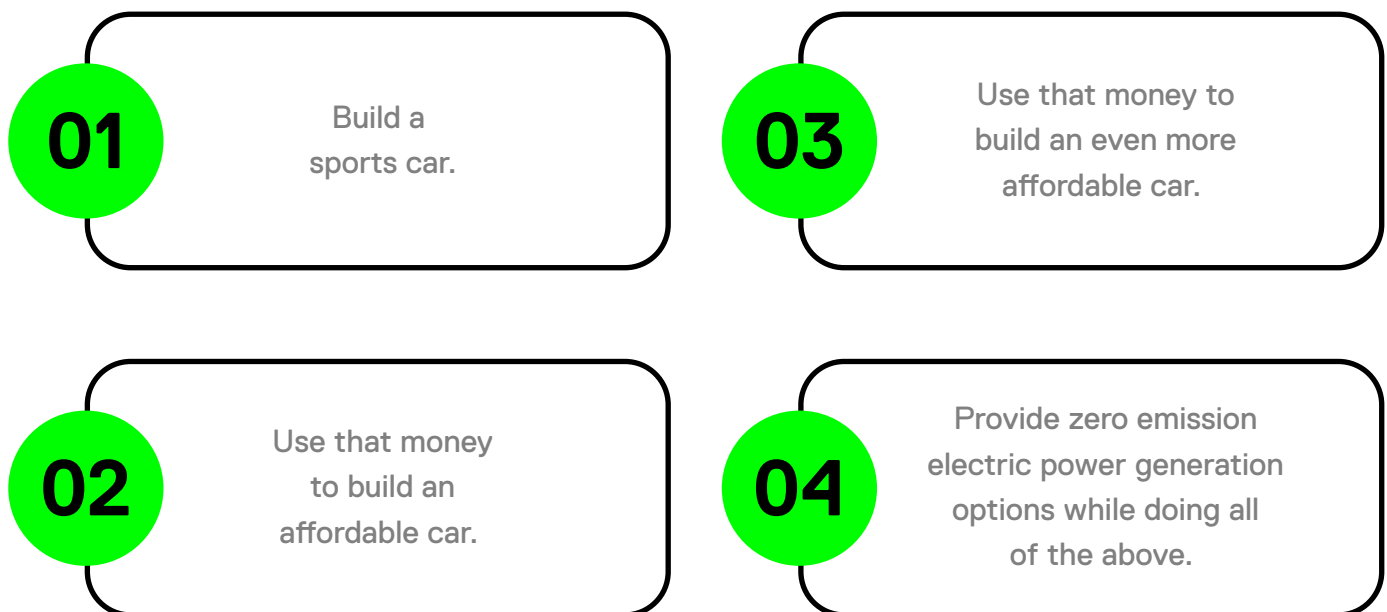 01
Build a
sports car.
02
Use that money
to build an
affordable car.
03
Use that money to
build an even more
affordable car.
04
Provide zero emission
electric power generation
options while doing all
of the above.